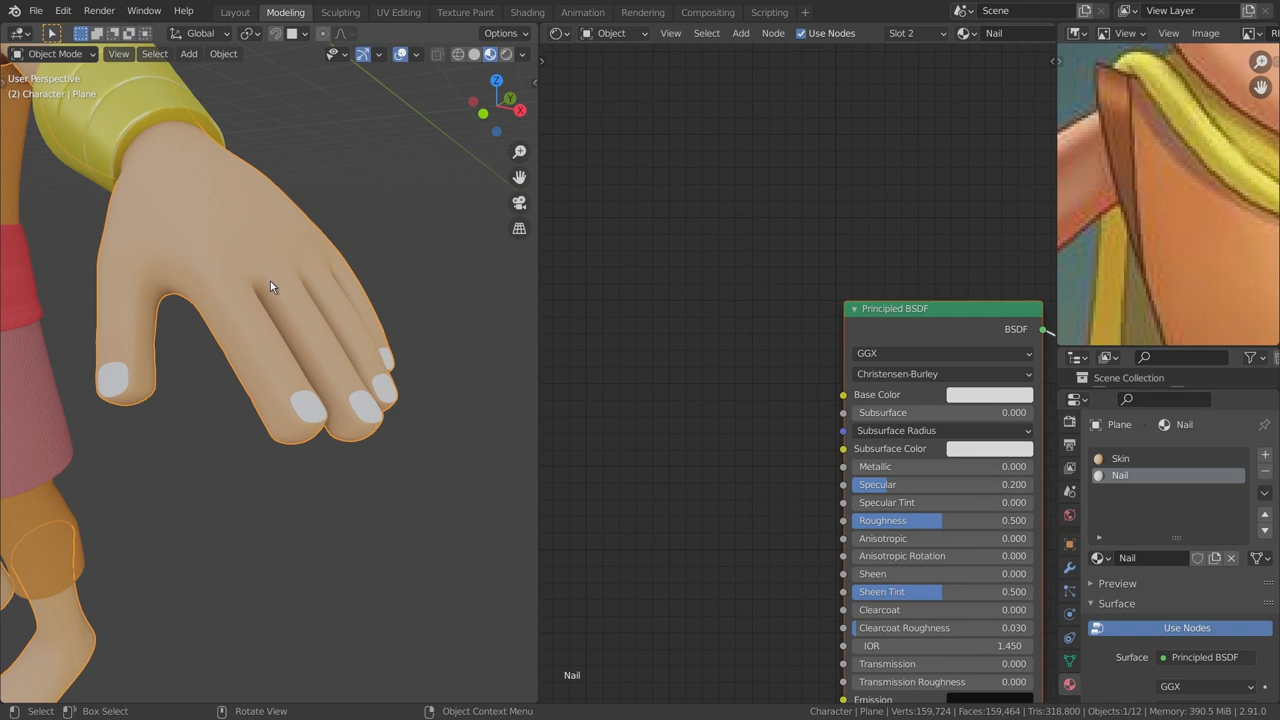 File Edit Render Window Help Layout Modeling Sculpting UV Editing Texture Paint Shading Animation Rendering Compositing Scripting + Scene View Layer
Global Options Object View Select Add Node Use Nodes Slot 2 Nail View View Image
Object Mode View Select Add Object
User Perspective
(2) Character | Plane
Z
Y
X
Principled BSDF
BSDF
GGX
Christensen-Burley
Base Color
Subsurface 0.000
Subsurface Radius
Subsurface Color
Metallic 0.000
Specular 0.200
Specular Tint 0.000
Roughness 0.500
Anisotropic 0.000
Anisotropic Rotation 0.000
Sheen 0.000
Sheen Tint 0.500
Clearcoat 0.000
Clearcoat Roughness 0.030
IOR 1.450
Transmission 0.000
Transmission Roughness 0.000
Emission
Nail
Scene Collection
Plane Nail
Skin
Nail
Nail
Preview
Surface
Use Nodes
Surface Principled BSDF
GGX
Select Box Select Rotate View Object Context Menu Character | Plane | Verts:159,724 | Faces:159,464 | Tris:318,800 | Objects:1/12 | Memory: 390.5 MiB | 2.91.0